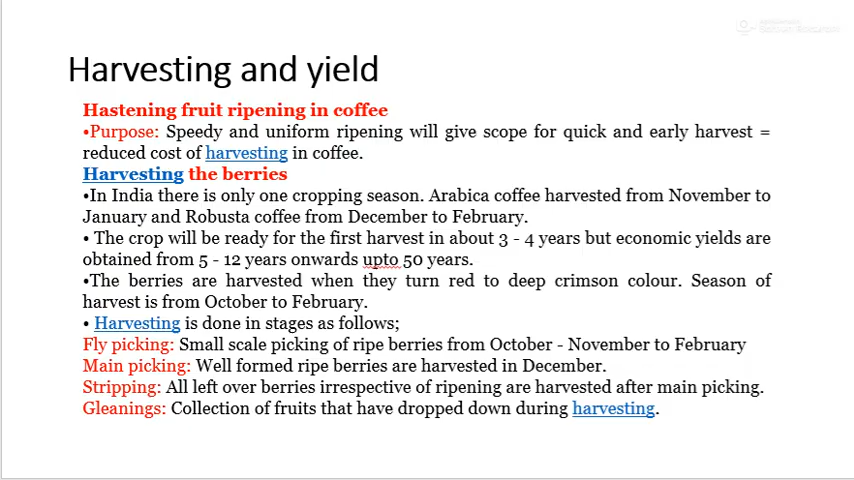 Harvesting and yield
Hastening fruit ripening in coffee
•Purpose: Speedy and uniform ripening will give scope for quick and early harvest =
reduced cost of harvesting in coffee.
Harvesting the berries
•In India there is only one cropping season. Arabica coffee harvested from November to
January and Robusta coffee from December to February.
• The crop will be ready for the first harvest in about 3 - 4 years but economic yields are
obtained from 5 - 12 years onwards upto 50 years.
•The berries are harvested when they turn red to deep crimson colour. Season of
harvest is from October to February.
• Harvesting is done in stages as follows;
Fly picking: Small scale picking of ripe berries from October - November to February
Main picking: Well formed ripe berries are harvested in December.
Stripping: All left over berries irrespective of ripening are harvested after main picking.
Gleanings: Collection of fruits that have dropped down during harvesting.